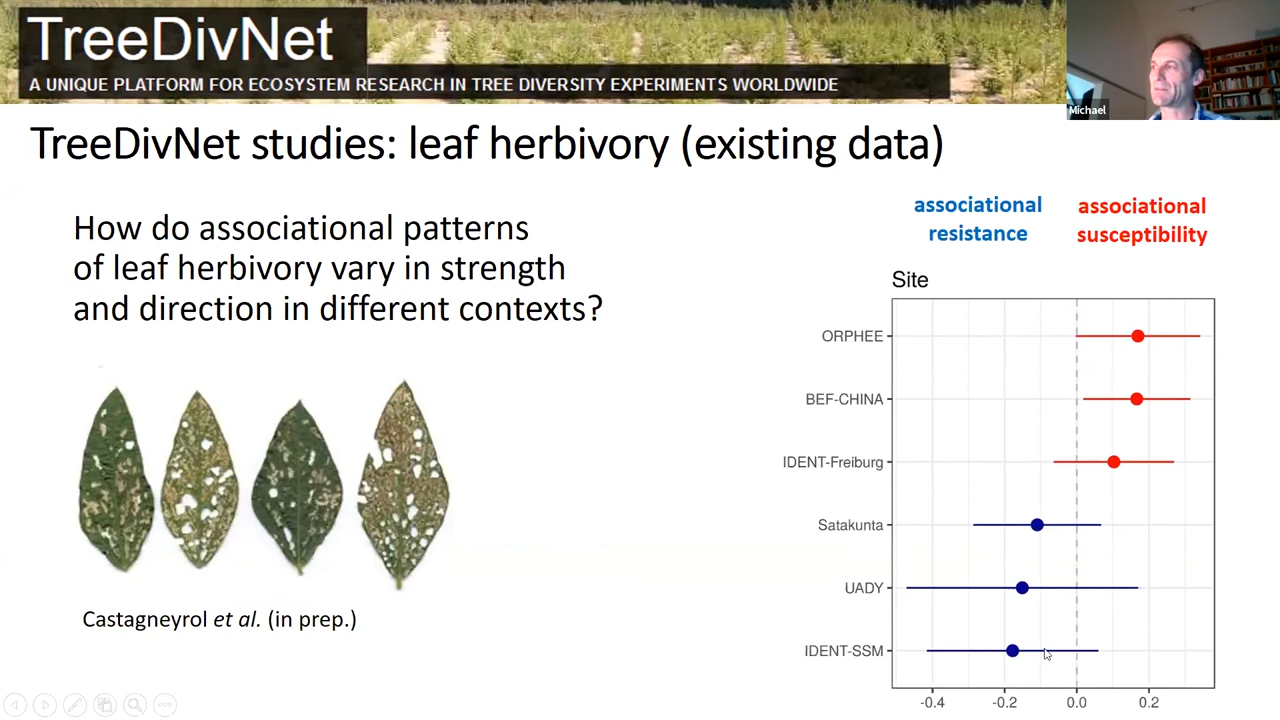 TreeDivNet
A UNIQUE PLATFORM FOR ECOSYSTEM RESEARCH IN TREE DIVERSITY EXPERIMENTS WORLDWIDE
Michael
TreeDivNet studies: leaf herbivory (existing data)
How do associational patterns
of leaf herbivory vary in strength
and direction in different contexts?
Castagneyrol et al. (in prep.)
associational
resistance
associational
susceptibility
Site
ORPHEE
BEF-CHINA
IDENT-Freiburg
Satakunta
UADY
IDENT-SSM
-0.4 -0.2 0.0 0.2